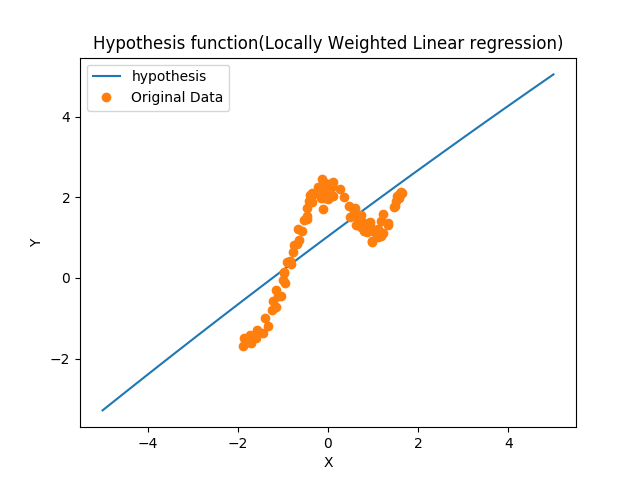 Hypothesis function(Locally Weighted Linear regression)
hypothesis
Original Data
4
2
0
−2
Y
−4
−2
0
2
4
X